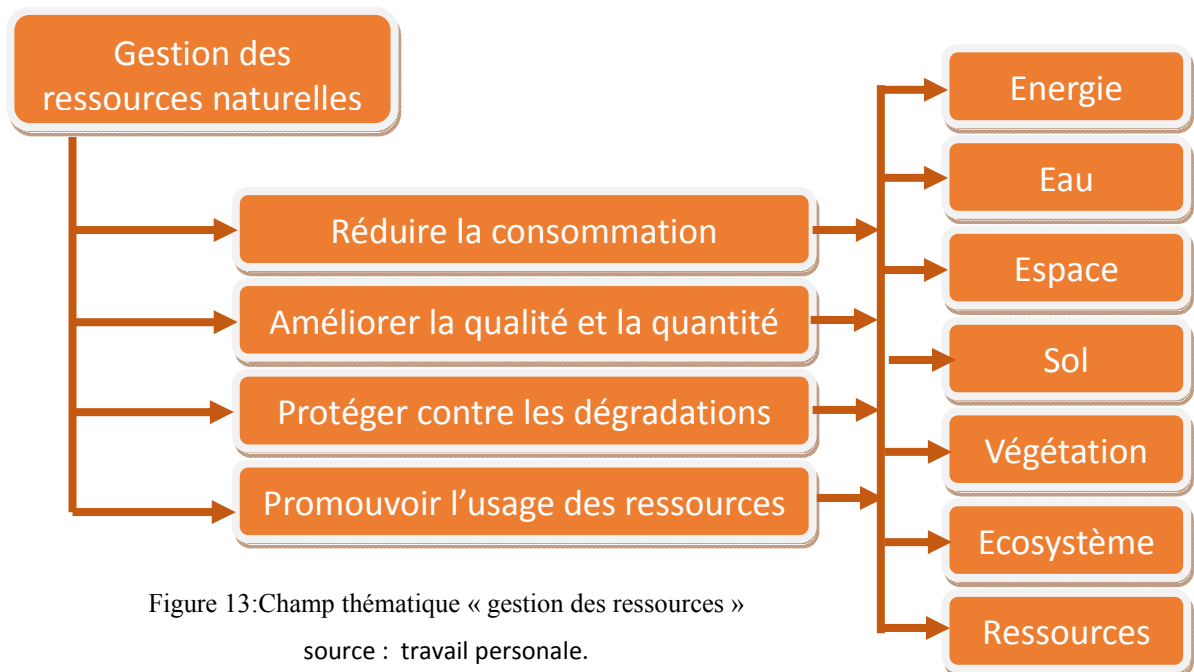 Gestion des
ressources naturelles
Réduire la consommation
Améliorer la qualité et la quantité
Protéger contre les dégradations
Promouvoir l’usage des ressources
Energie
Eau
Espace
Sol
Végétation
Ecosystème
Ressources
Figure 13:Champ thématique « gestion des ressources »
source : travail personale.